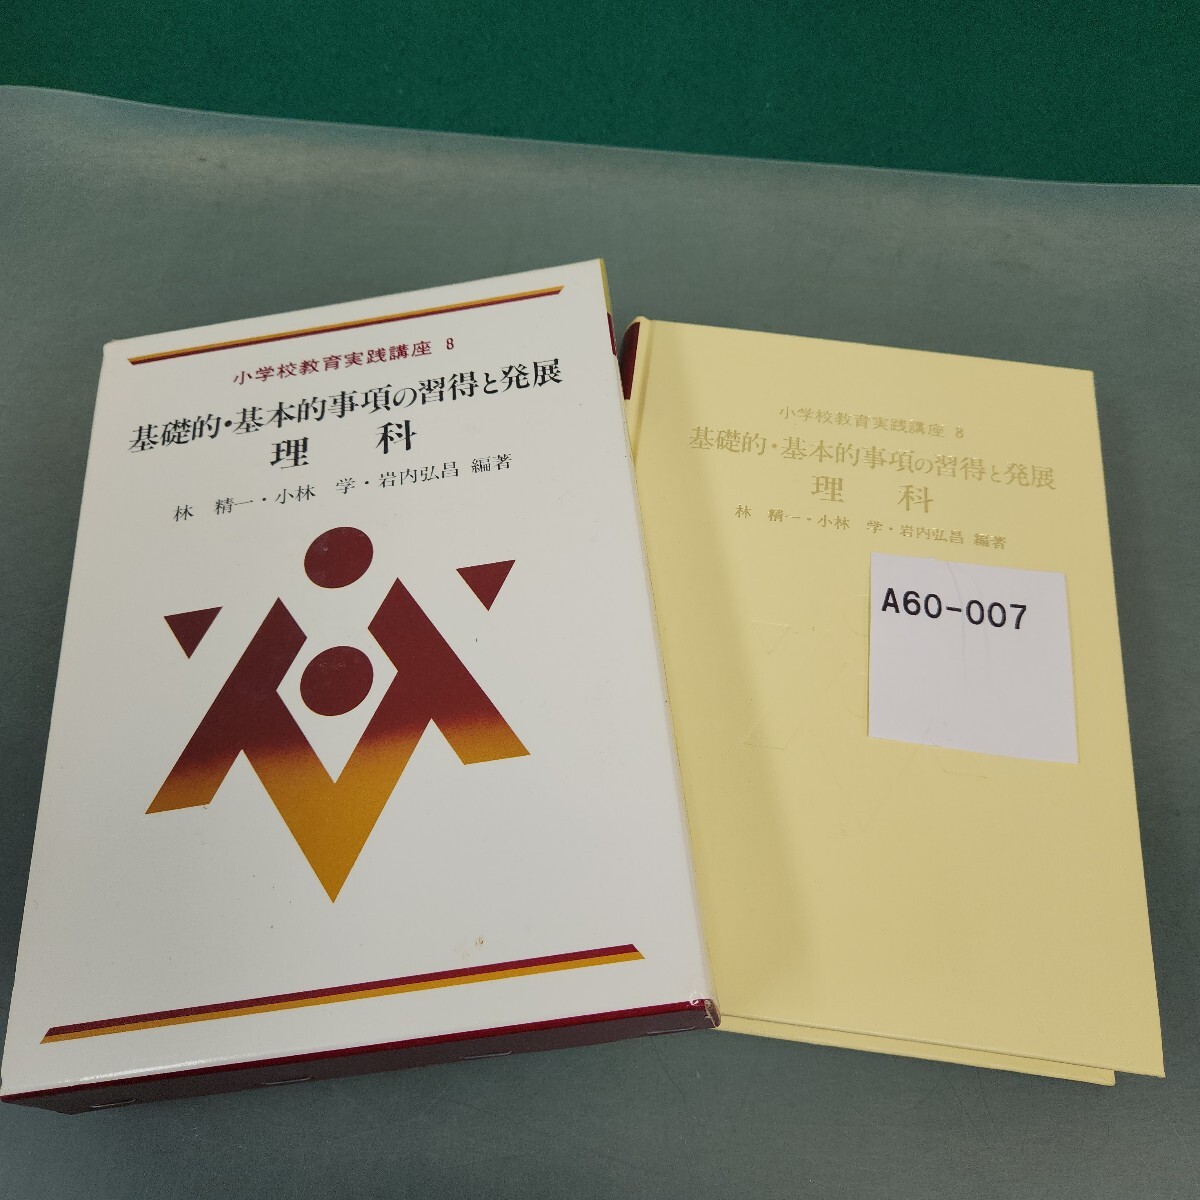 小学校教育実践講座 8
基礎的・基本的事項の習得と発展
理 科
林 精一・小林 学・岩内弘昌 編著
小学校教育実践講座 8
基礎的・基本的事項の習得と発展
理 科
林 精一・小林 学・岩内弘昌 編著
A60-007